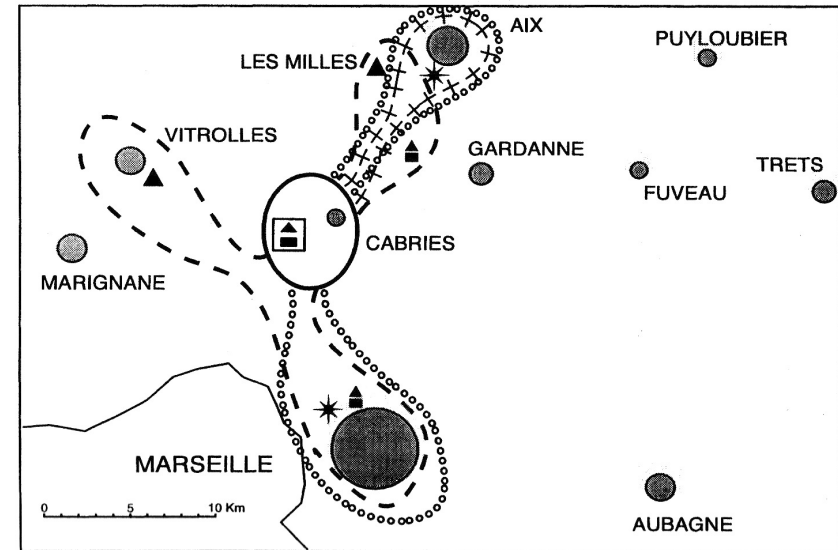 AIX
PUYLOUBIER
LES MILLES
VITROLLES
GARDANNE
TRETS
FUVEAU
CABRIES
MARIGNANE
MARSEILLE
0 5 10 Km
AUBAGNE